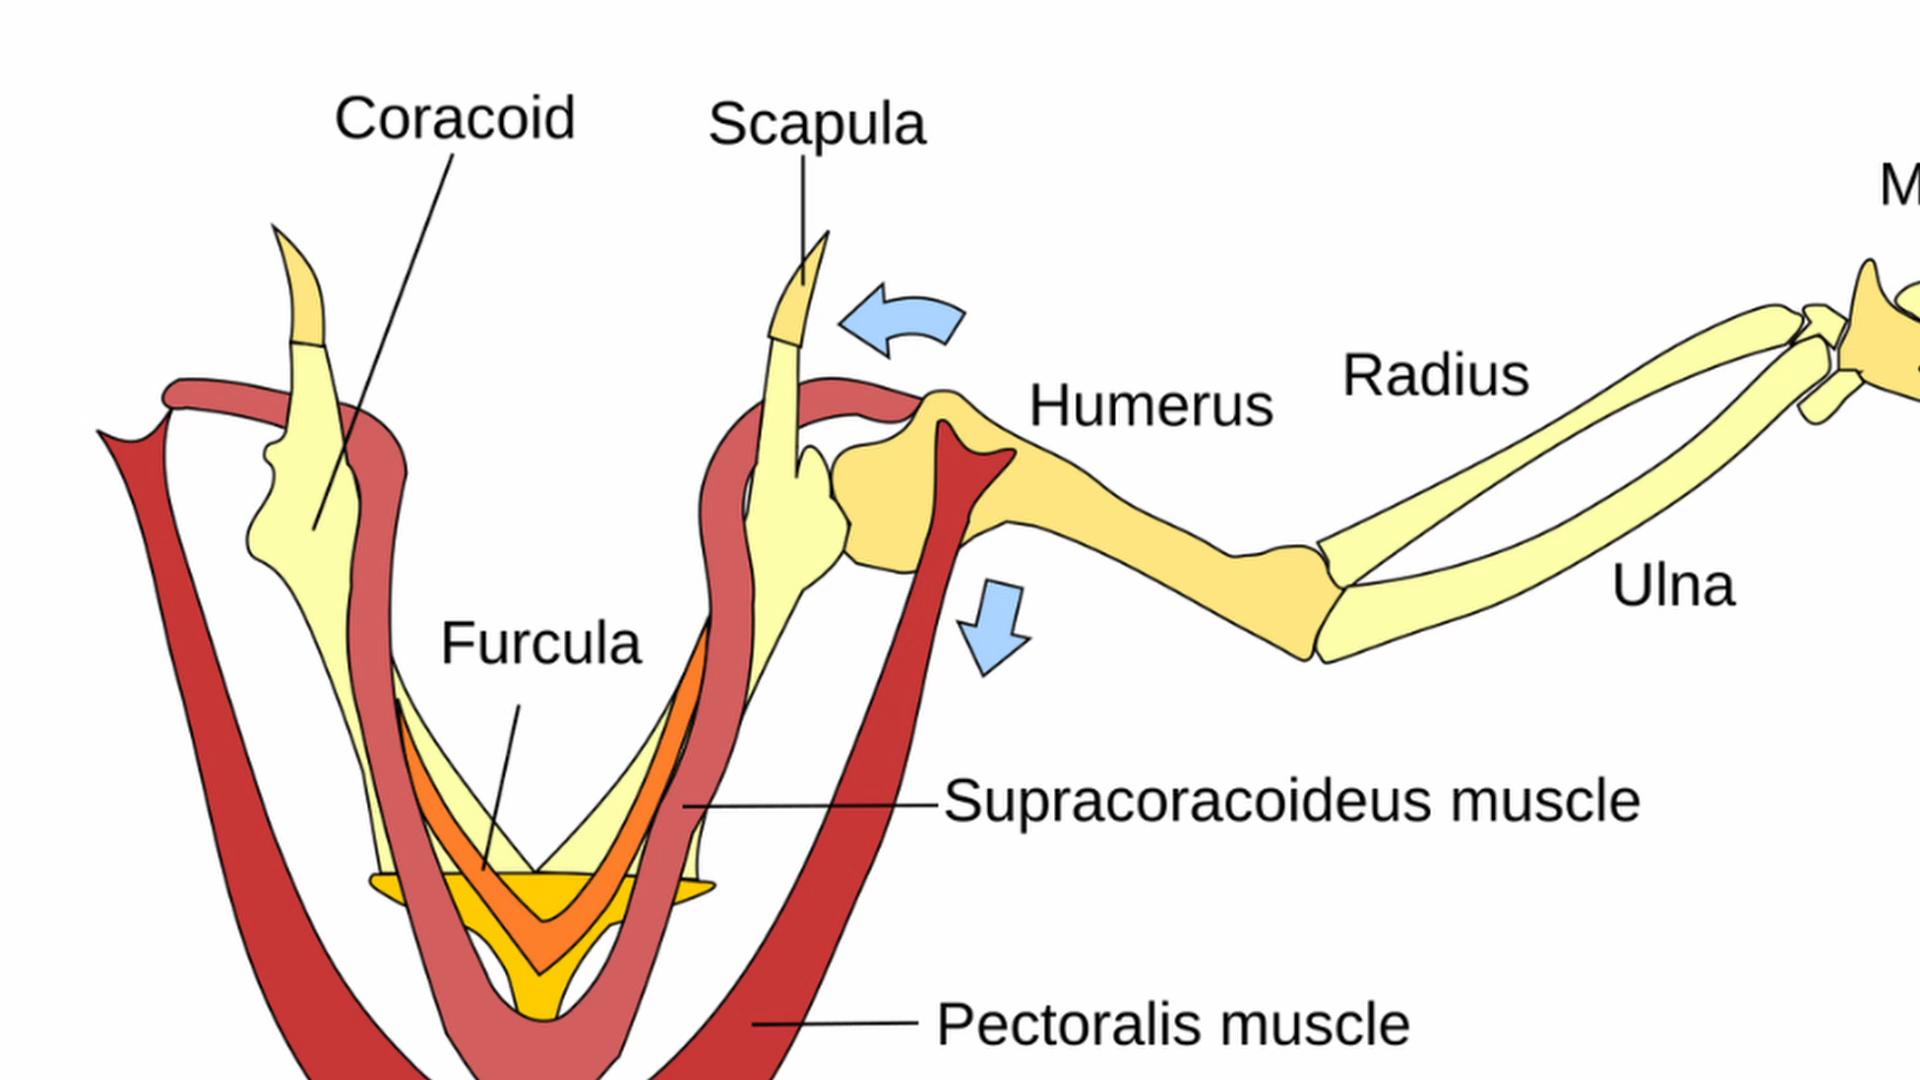 Coracoid
Scapula
Humerus
Radius
Ulna
Furcula
Supracoracoideus muscle
Pectoralis muscle